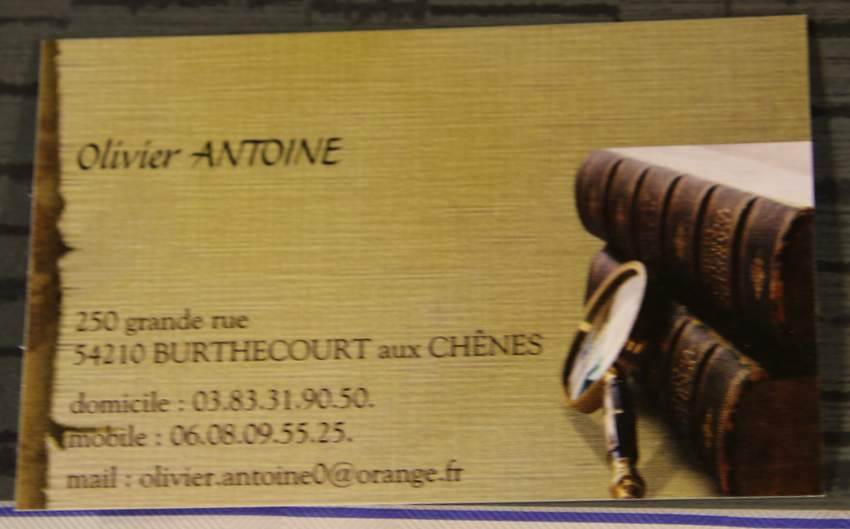 Olivier ANTOINE
250 grande rue
54210 BURTHECOURT aux CHÊNES
domicile : 03.83.31.90.50.
mobile : 06.08.09.55.25.
mail : olivier.antoine0@orange.fr